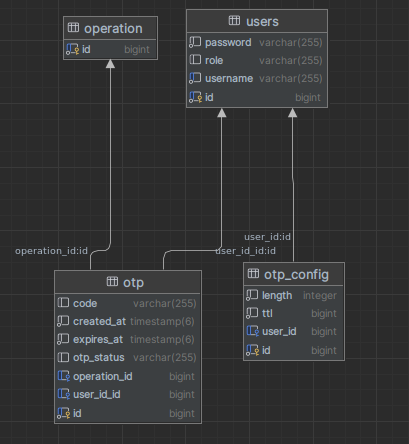 operation
id bigint
users
password varchar(255)
role varchar(255)
username varchar(255)
id bigint
operation_id:id
user_id_id:id
user_id:id
otp
code varchar(255)
created_at timestamp(6)
expires_at timestamp(6)
otp_status varchar(255)
operation_id bigint
user_id_id bigint
id bigint
otp_config
length integer
ttl bigint
user_id bigint
id bigint